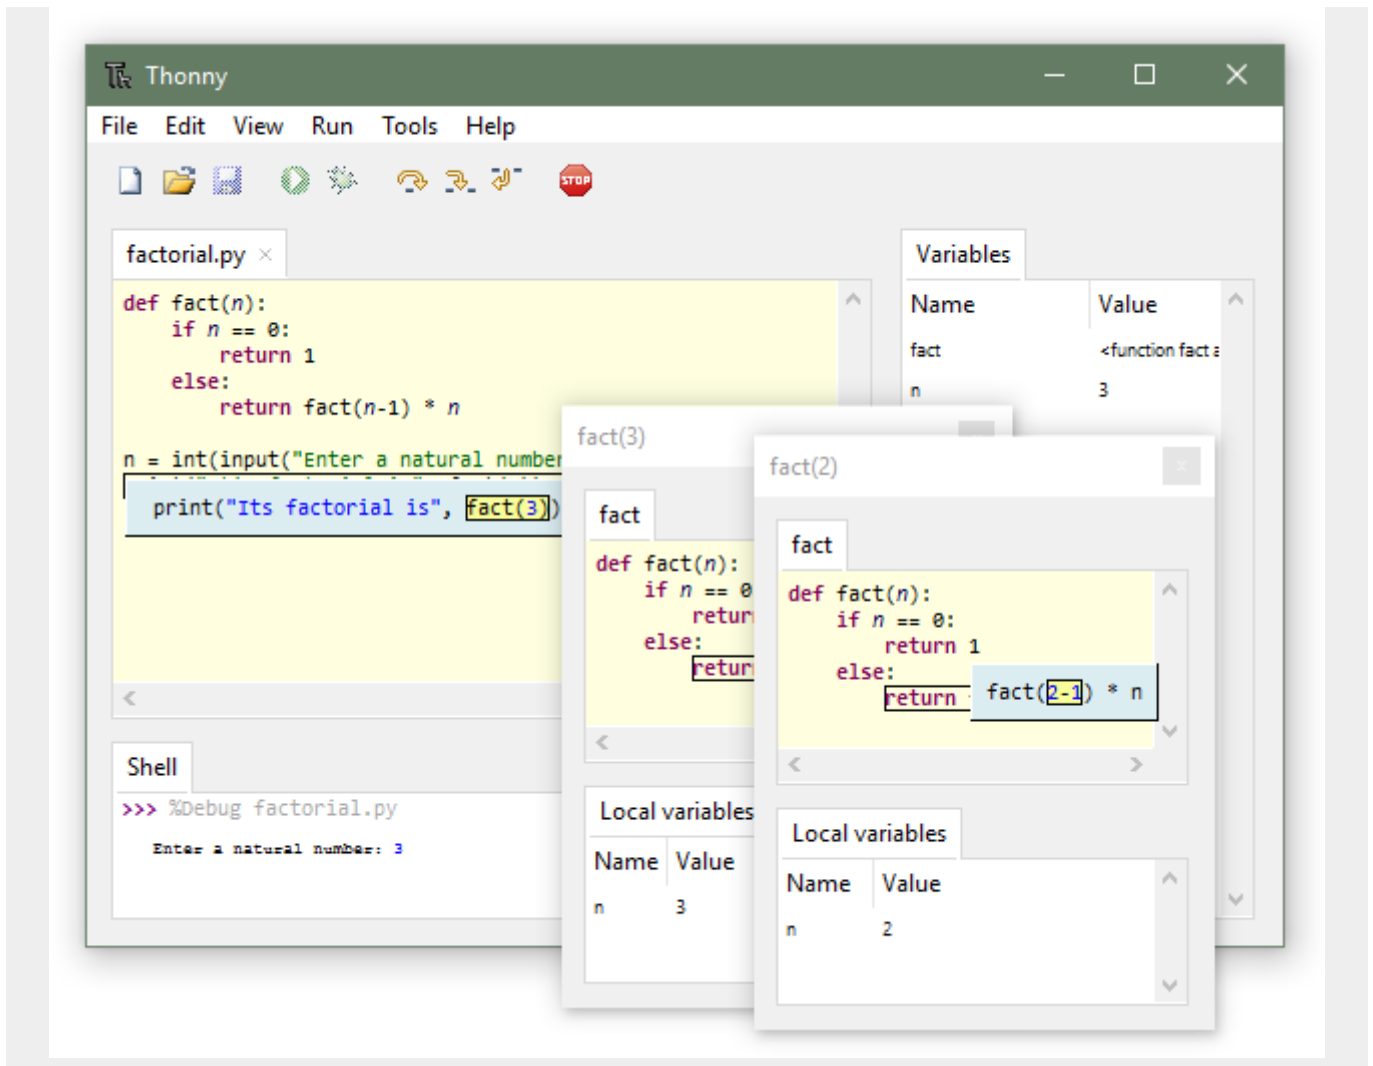 Thonny
File Edit View Run Tools Help
STOP
factorial.py
def fact(n):
    if n == 0:
        return 1
    else:
        return fact(n-1) * n
n = int(input("Enter a natural number
print("Its factorial is", fact(3))
Shell
>>> %Debug factorial.py
Enter a natural number: 3
Variables
Name Value
fact <function fact a
n 3
fact(3)
fact
def fact(n):
    if n == 0
        return
    else:
        return
Local variables
Name Value
n 3
fact(2)
fact
def fact(n):
    if n == 0:
        return 1
    else:
        return fact(2-1) * n
Local variables
Name Value
n 2